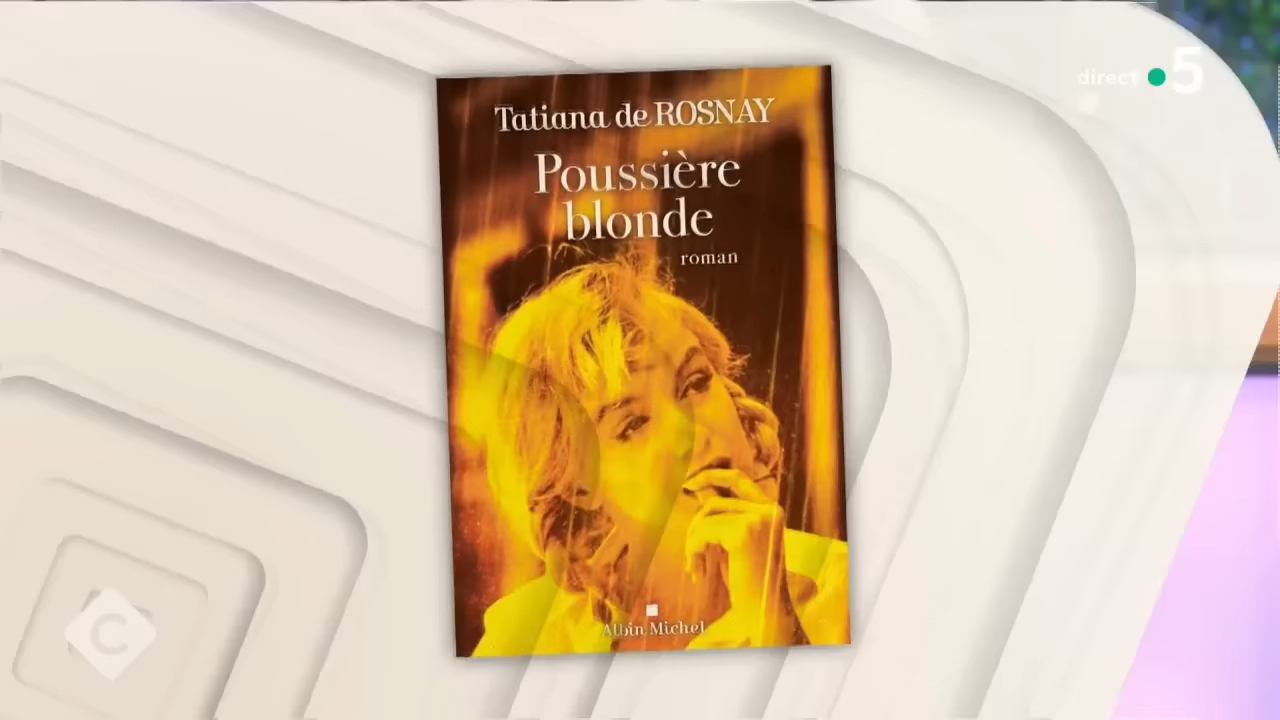 direct 5
Tatiana de ROSNAY
Poussière
blonde
roman
Albin Michel
C